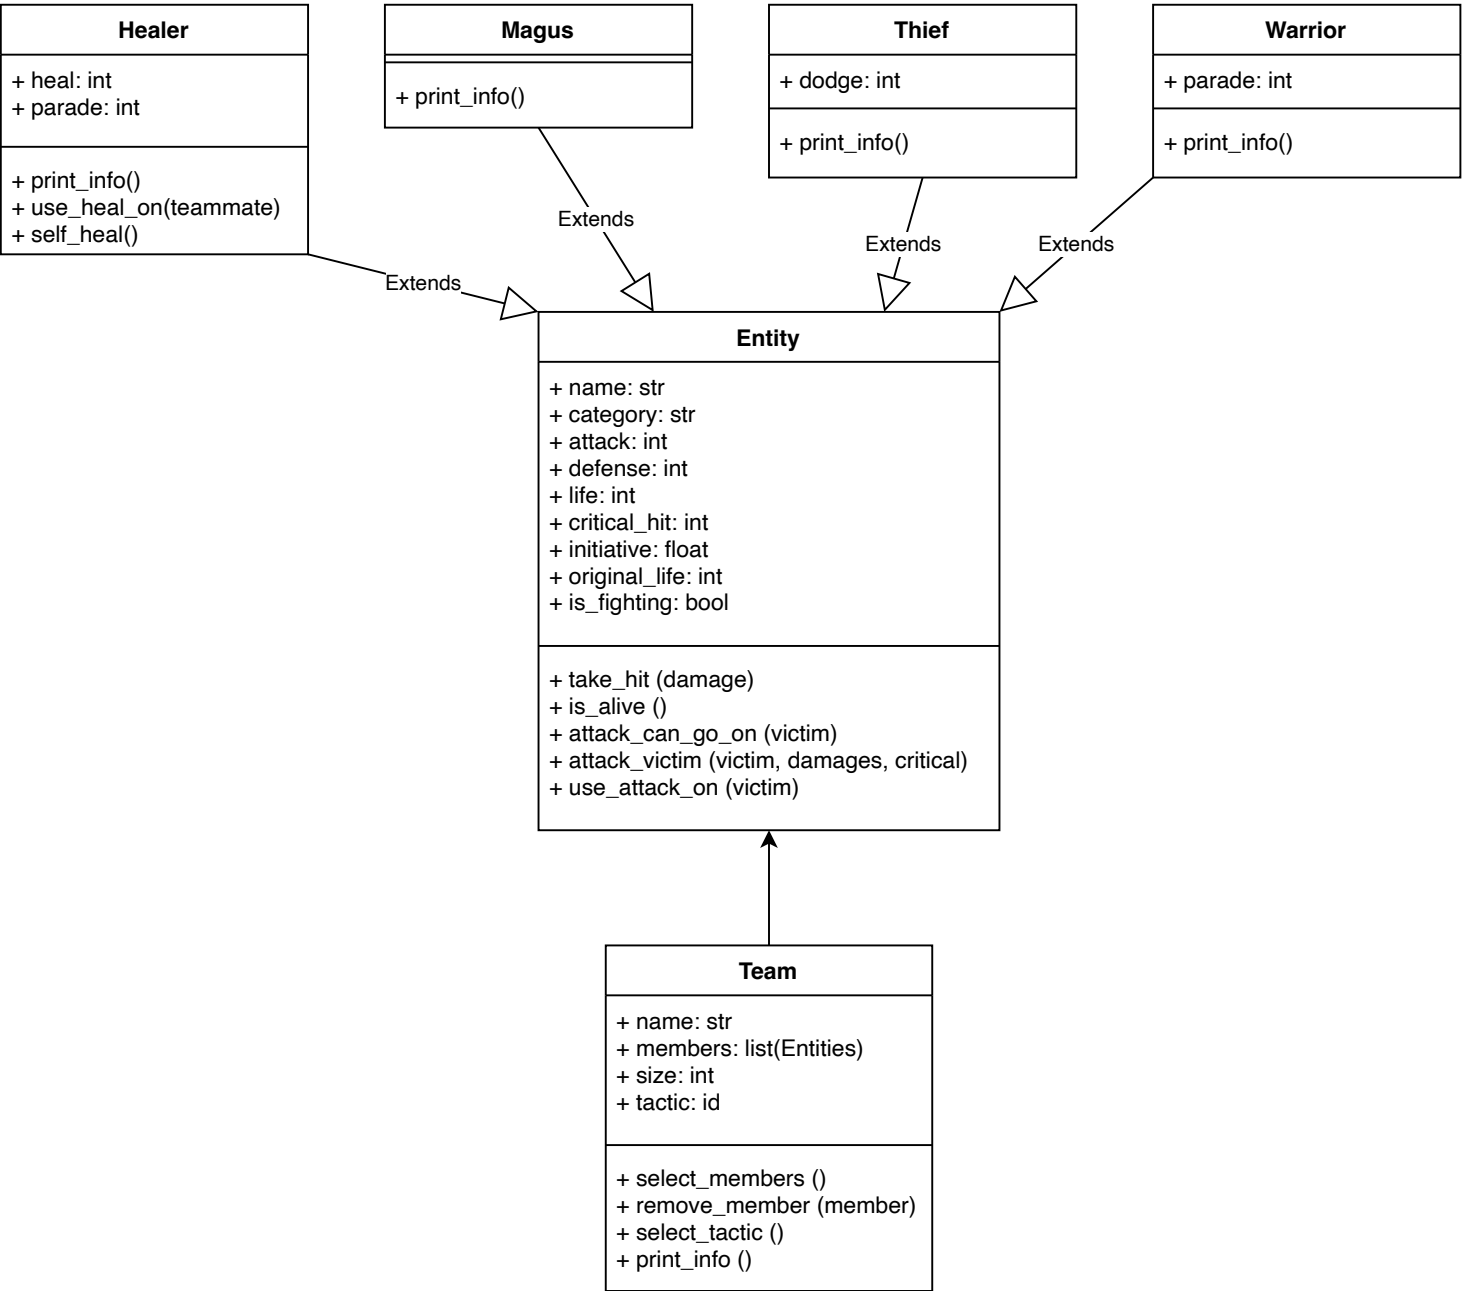 Healer
+ heal: int
+ parade: int
+ print_info()
+ use_heal_on(teammate)
+ self_heal()
Magus
+ print_info()
Thief
+ dodge: int
+ print_info()
Warrior
+ parade: int
+ print_info()
Extends
Extends
Extends
Extends
Entity
+ name: str
+ category: str
+ attack: int
+ defense: int
+ life: int
+ critical_hit: int
+ initiative: float
+ original_life: int
+ is_fighting: bool
+ take_hit (damage)
+ is_alive ()
+ attack_can_go_on (victim)
+ attack_victim (victim, damages, critical)
+ use_attack_on (victim)
Team
+ name: str
+ members: list(Entities)
+ size: int
+ tactic: id
+ select_members ()
+ remove_member (member)
+ select_tactic ()
+ print_info ()